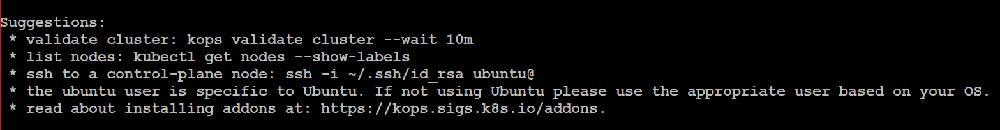 Suggestions:
* validate cluster: kops validate cluster --wait 10m
* list nodes: kubectl get nodes --show-labels
* ssh to a control-plane node: ssh -i ~/.ssh/id_rsa ubuntu@
* the ubuntu user is specific to Ubuntu. If not using Ubuntu please use the appropriate user based on your OS.
* read about installing addons at: https://kops.sigs.k8s.io/addons.